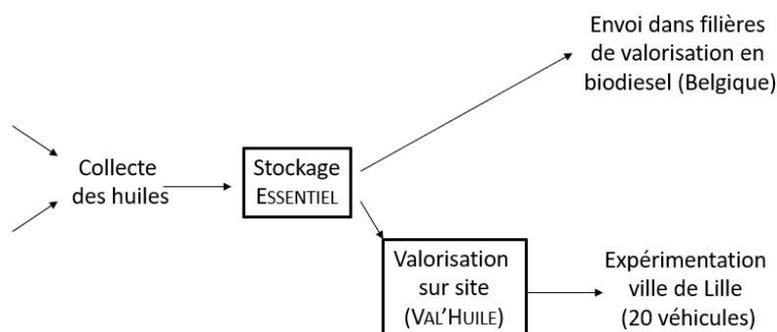 Envoi dans filières
de valorisation en
biodiesel (Belgique)
Collecte
des huiles
Stockage
ESSENTIEL
Valorisation
sur site
(VAL’HUILE)
Expérimentation
ville de Lille
(20 véhicules)